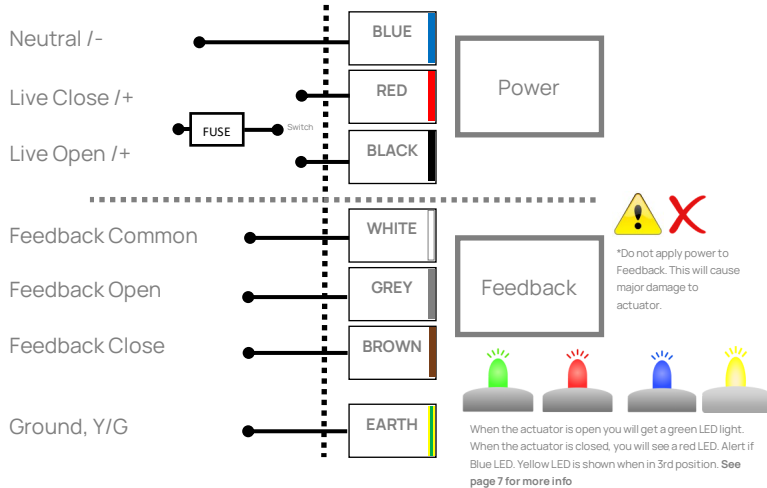 Neutral /-
BLUE
Live Close /+
RED
Power
FUSE
Switch
Live Open /+
BLACK
Feedback Common
WHITE
*Do not apply power to
Feedback. This will cause
major damage to
actuator.
Feedback Open
GREY
Feedback
Feedback Close
BROWN
Ground, Y/G
EARTH
When the actuator is open you will get a green LED light.
When the actuator is closed, you will see a red LED. Alert if
Blue LED. Yellow LED is shown when in 3rd position. See
page 7 for more info